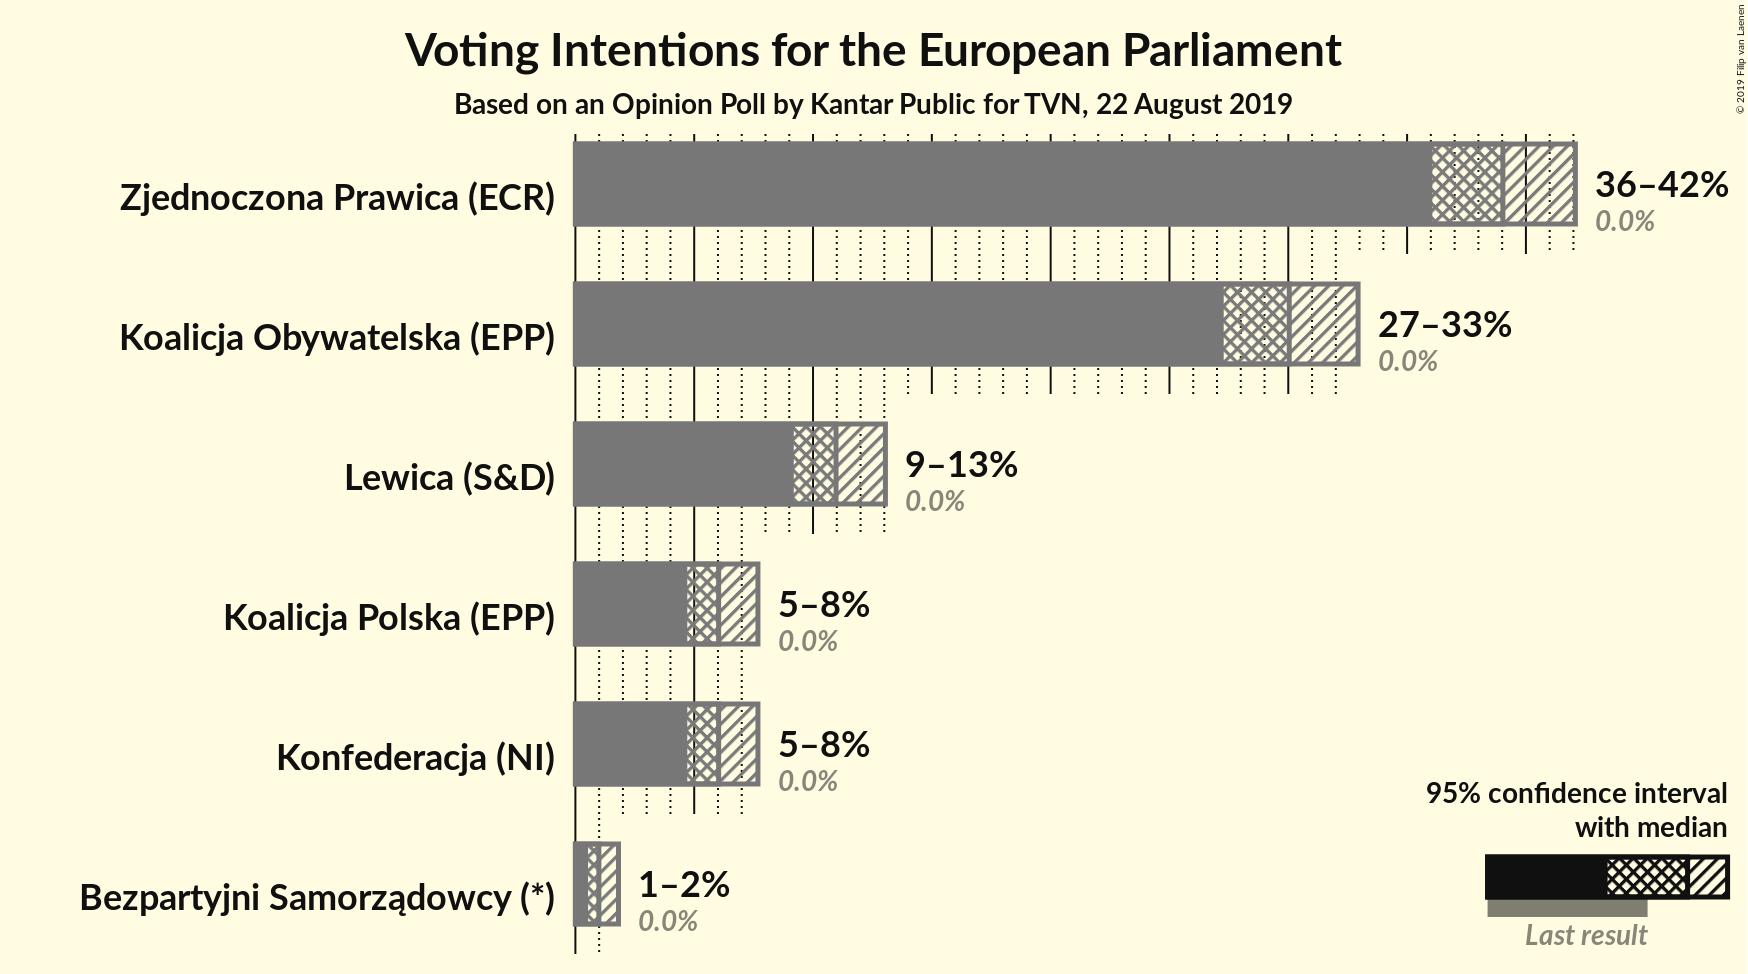 Voting Intentions for the European Parliament
Based on an Opinion Poll by Kantar Public for TVN, 22 August 2019
© 2019 Filip van Laenen
Zjednoczona Prawica (ECR)
36–42%
0.0%
Koalicja Obywatelska (EPP)
27–33%
0.0%
Lewica (S&D)
9–13%
0.0%
Koalicja Polska (EPP)
5–8%
0.0%
Konfederacja (NI)
5–8%
0.0%
Bezpartyjni Samorządowcy (*)
1–2%
0.0%
95% confidence interval
with median
Last result